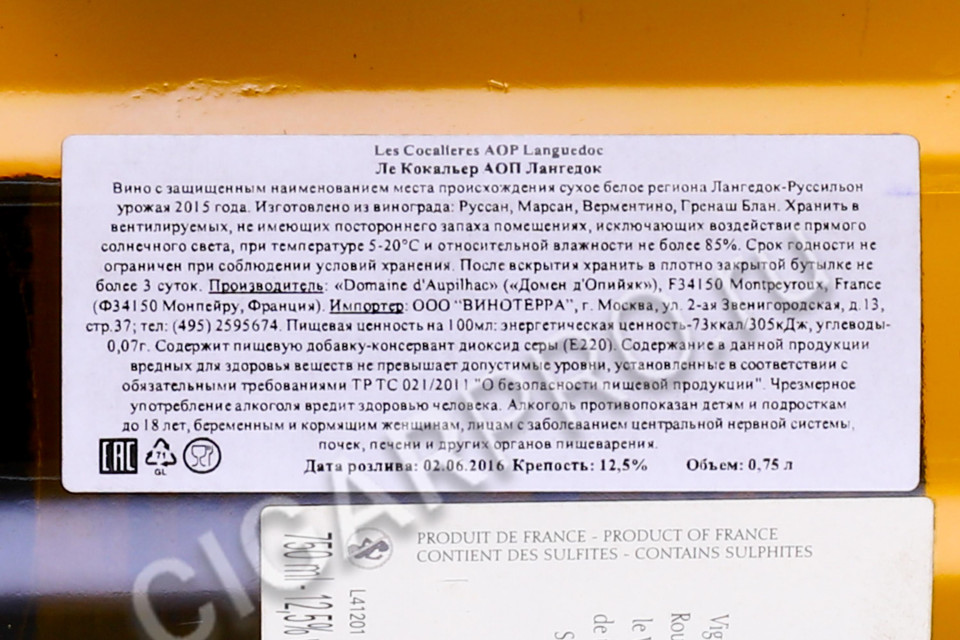 Les Cocalieres AOP Languedoc
Ле Кокальер АОП Лангедок
Вино с защищенным наименованием места происхождения сухое белое региона Лангедок-Руссильон
урожая 2015 года. Изготовлено из винограда: Руссан, Марсан, Верментино, Гренаш Блан. Хранить в
вентилируемых, не имеющих постороннего запаха помещениях, исключающих воздействие прямого
солнечного света, при температуре 5-20°С и относительной влажности не более 85%. Срок годности не
ограничен при соблюдении условий хранения. После вскрытия хранить в плотно закрытой бутылке не
более 3 суток. Производитель: «Domaine d'Aupilhac» («Домен д'Опийяк»), F34150 Montpeyroux, France
(Ф34150 Монпейру, Франция). Импортер: ООО "ВИНОТЕРРА", г. Москва, ул. 2-ая Звенигородская, д.13,
стр.37; тел: (495) 2595674. Пищевая ценность на 100мл: энергетическая ценность-73ккал/305кДж, углеводы-
0,07г. Содержит пищевую добавку-консервант диоксид серы (Е220). Содержание в данной продукции
вредных для здоровья веществ не превышает допустимые уровни, установленные в соответствии с
обязательными требованиями ТР ТС 021/2011 "О безопасности пищевой продукции". Чрезмерное
употребление алкоголя вредит здоровью человека. Алкоголь противопоказан детям и подросткам
до 18 лет, беременным и кормящим женщинам, лицам с заболеванием центральной нервной системы,
почек, печени и других органов пищеварения.
EAC 71 GL
Дата розлива: 02.06.2016 Крепость: 12,5% Объем: 0,75 л
PRODUIT DE FRANCE - PRODUCT OF FRANCE
CONTIENT DES SULFITES - CONTAINS SULPHITES
750 ml - 12,5%
L41201
Vig
Rou
le
de
S
CIGARPRO.RU